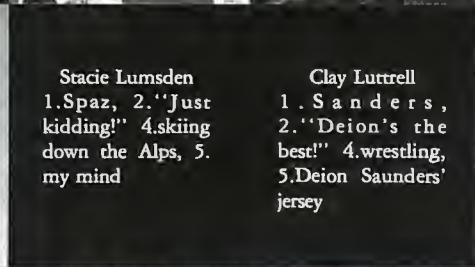 Stacie Lumsden
1.Spaz, 2."Just
kidding!" 4.skiing
down the Alps, 5.
my mind
Clay Luttrell
1.Sanders,
2."Deion's the
best!" 4.wrestling,
5.Deion Saunders'
jersey